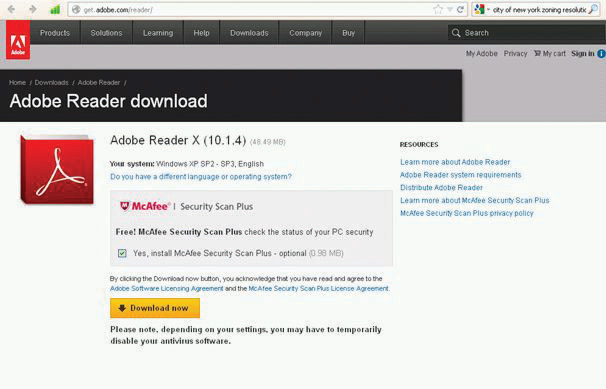 get.adobe.com/reader/
city of new york zoning resolutic
Adobe
Products Solutions Learning Help Downloads Company Buy Search
My Adobe Privacy My cart Sign in
Home / Downloads / Adobe Reader /
Adobe Reader download
Adobe Reader X (10.1.4) (48.49 MB)
Your system: Windows XP SP2 - SP3, English
Do you have a different language or operating system?
McAfee® | Security Scan Plus
Free! McAfee Security Scan Plus check the status of your PC security
Yes, install McAfee Security Scan Plus - optional (0.98 MB)
By clicking the Download now button, you acknowledge that you have read and agree to the
Adobe Software Licensing Agreement and the McAfee Security Scan Plus License Agreement.
Download now
Please note, depending on your settings, you may have to temporarily
disable your antivirus software.
RESOURCES
Learn more about Adobe Reader
Adobe Reader system requirements
Distribute Adobe Reader
Learn more about McAfee Security Scan Plus
McAfee Security Scan Plus privacy policy